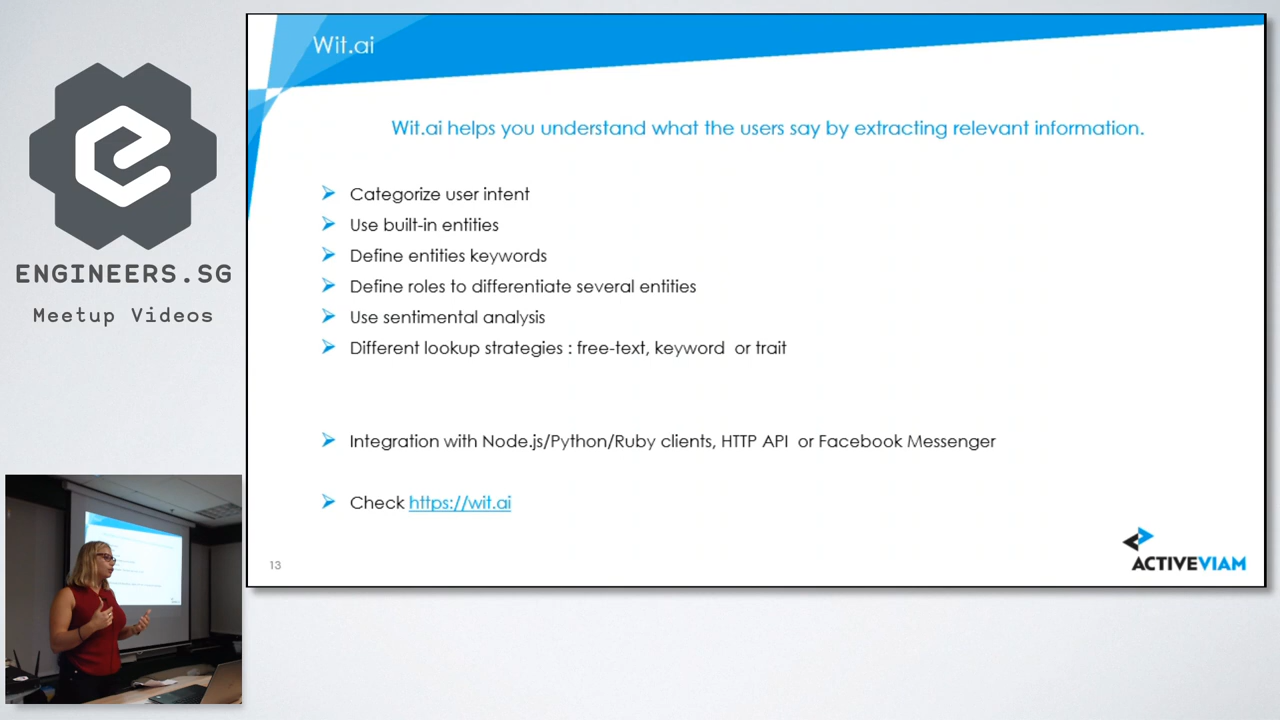 Wit.ai
Wit.ai helps you understand what the users say by extracting relevant information.
Categorize user intent
Use built-in entities
Define entities keywords
Define roles to differentiate several entities
Use sentimental analysis
Different lookup strategies : free-text, keyword or trait
Integration with Node.js/Python/Ruby clients, HTTP API or Facebook Messenger
Check https://wit.ai
13
ACTIVEVIAM
ENGINEERS.SG
Meetup Videos